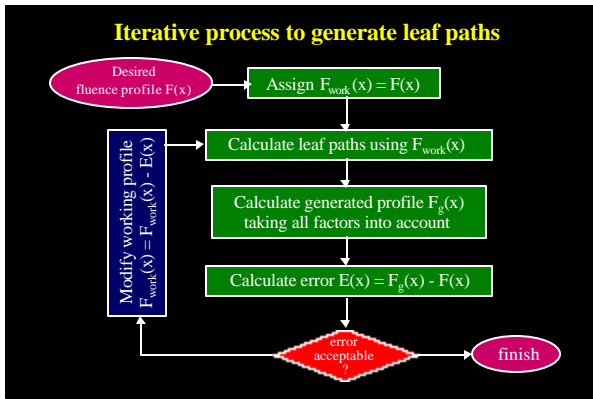 Iterative process to generate leaf paths
Desired
fluence profile F(x)
Assign Fwork(x) = F(x)
Calculate leaf paths using Fwork(x)
Calculate generated profile Fg(x)
taking all factors into account
Calculate error E(x) = Fg(x) - F(x)
error
acceptable
?
finish
Modify working profile
Fwork(x) = Fwork(x) - E(x)